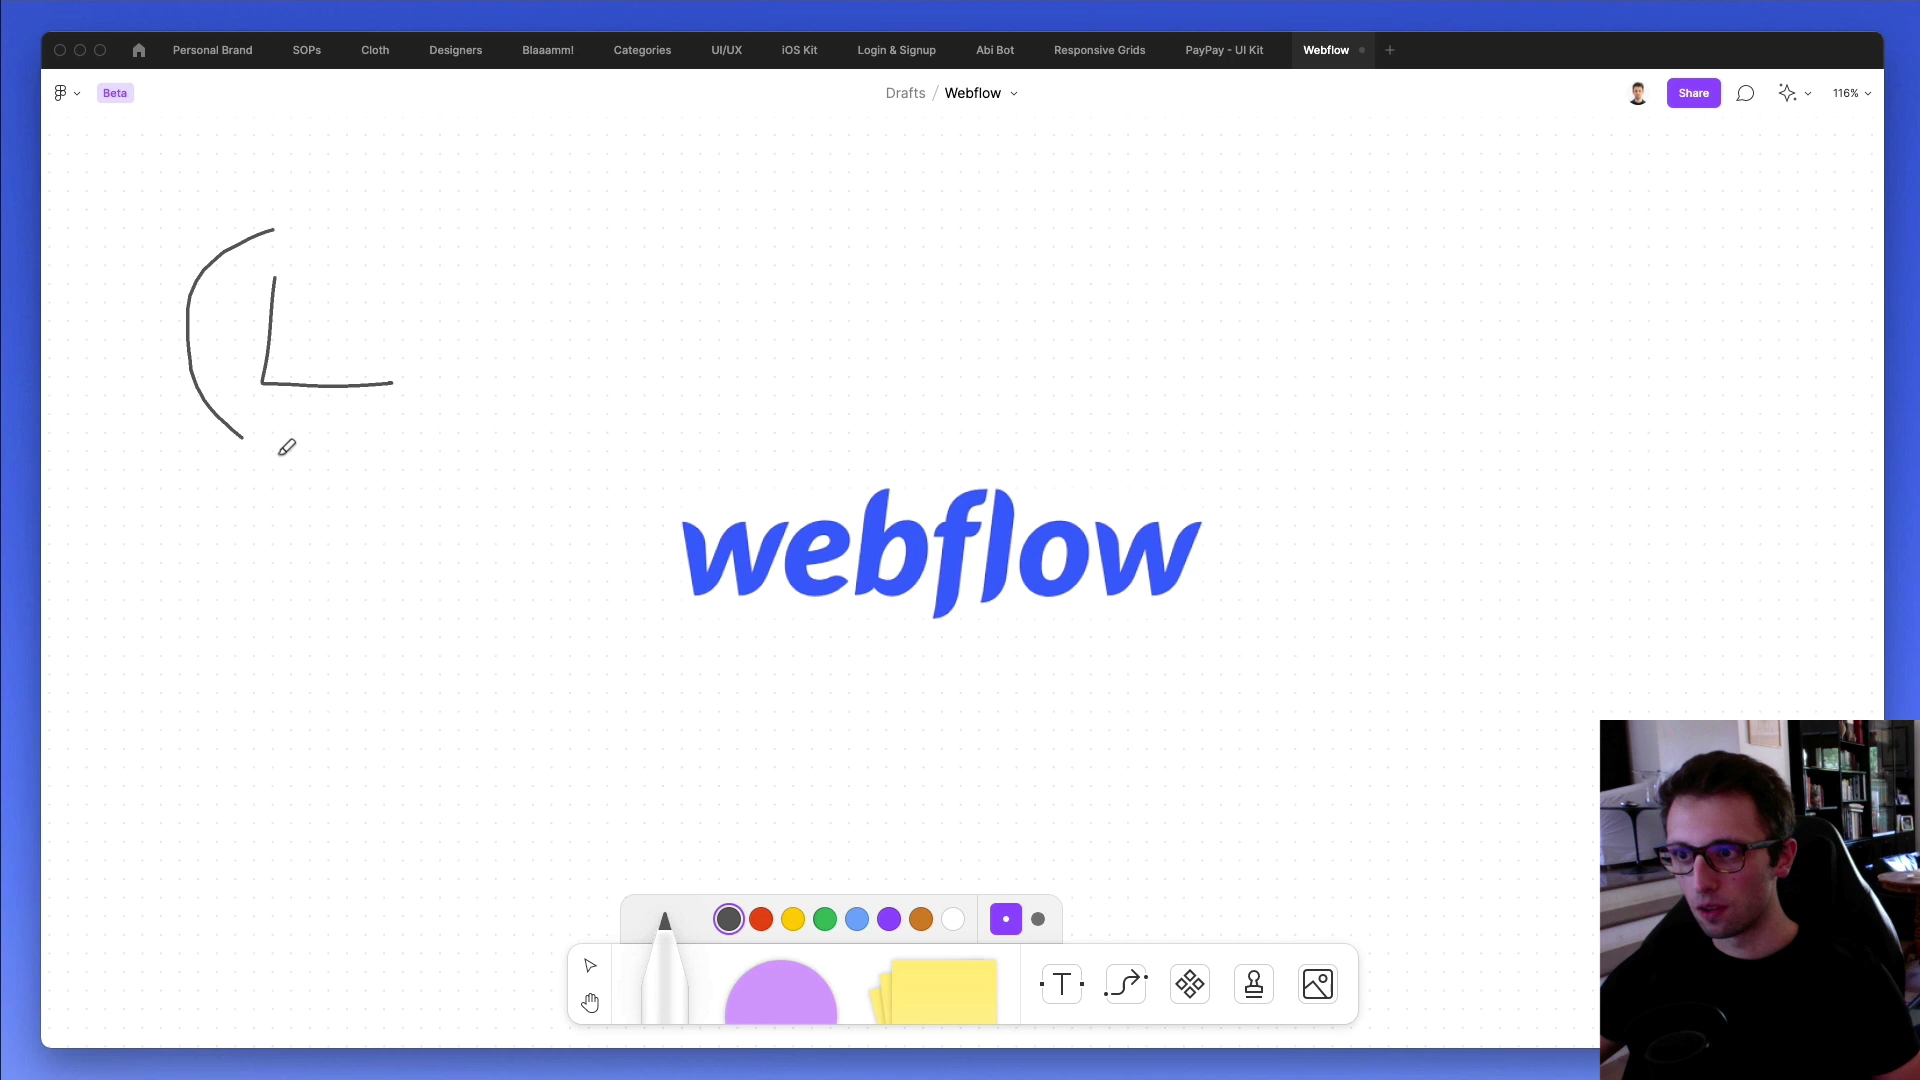 Personal Brand SOPs Cloth Designers Blaaamm! Categories UI/UX iOS Kit Login & Signup Abi Bot Responsive Grids PayPay - UI Kit Webflow
Beta Drafts / Webflow Share 116%
webflow
T